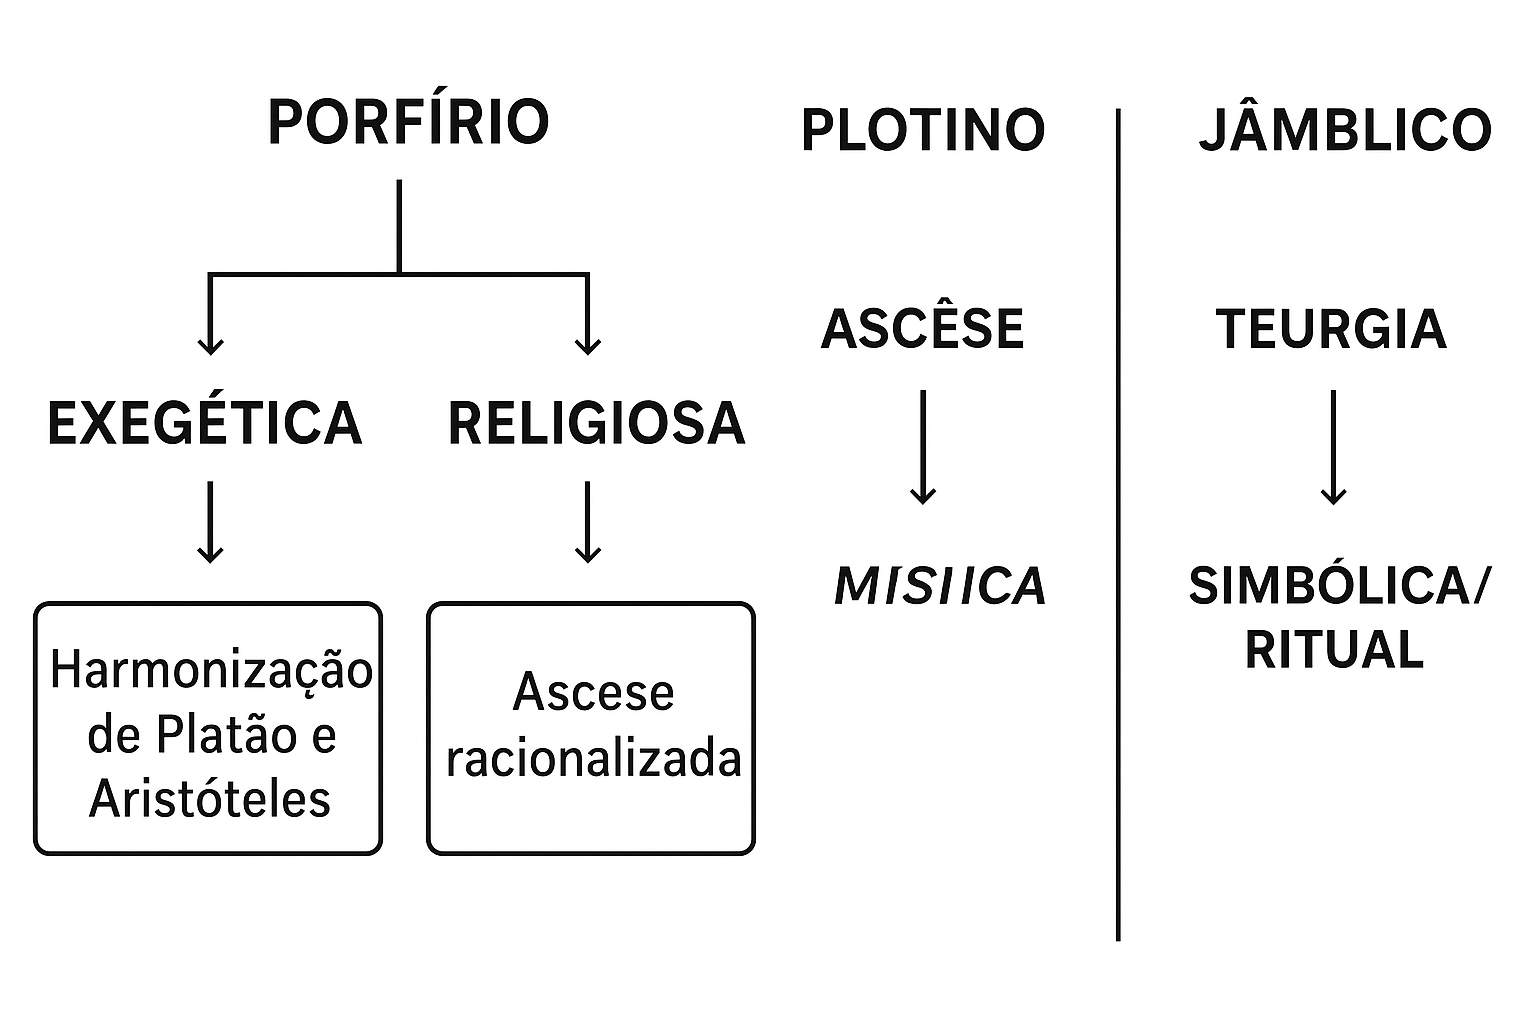 PORFÍRIO
EXEGÉTICA
RELIGIOSA
Harmonização
de Platão e
Aristóteles
Ascese
racionalizada
PLOTINO
ASCÊSE
MISIICA
JÂMBLICO
TEURGIA
SIMBÓLICA/
RITUAL